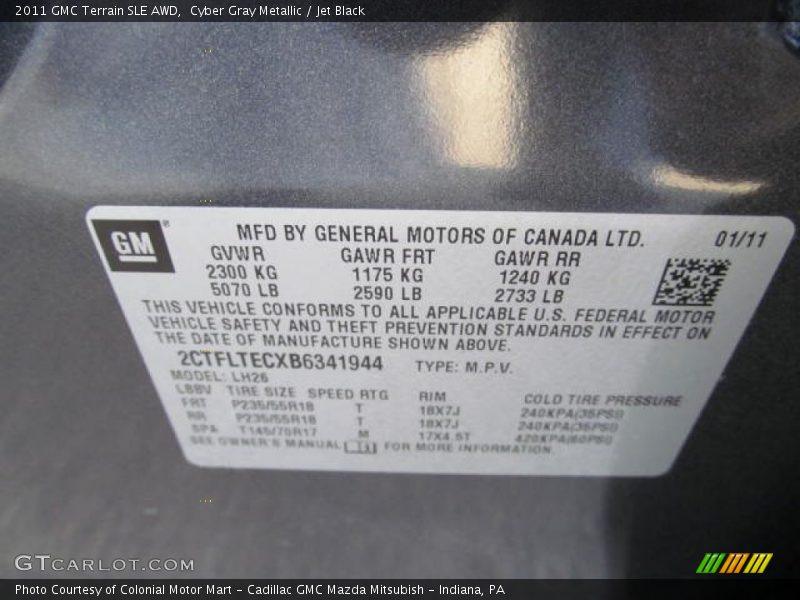 2011 GMC Terrain SLE AWD, Cyber Gray Metallic / Jet Black
GM®
MFD BY GENERAL MOTORS OF CANADA LTD. 01/11
GVWR GAWR FRT GAWR RR
2300 KG 1175 KG 1240 KG
5070 LB 2590 LB 2733 LB
THIS VEHICLE CONFORMS TO ALL APPLICABLE U.S. FEDERAL MOTOR
VEHICLE SAFETY AND THEFT PREVENTION STANDARDS IN EFFECT ON
THE DATE OF MANUFACTURE SHOWN ABOVE.
2CTFLTECXB6341944 TYPE: M.P.V.
MODEL: LH26
TIRE SIZE SPEED RTG RIM COLD TIRE PRESSURE
FRT P235/55R18 T 18X7J 240KPA(35PSI)
RR P235/55R18 T 18X7J 240KPA(35PSI)
SPA T145/70R17 M 17X4.5T 420KPA(60PSI)
SEE OWNER'S MANUAL FOR MORE INFORMATION.
GTCARLOT.COM
Photo Courtesy of Colonial Motor Mart - Cadillac GMC Mazda Mitsubish - Indiana, PA